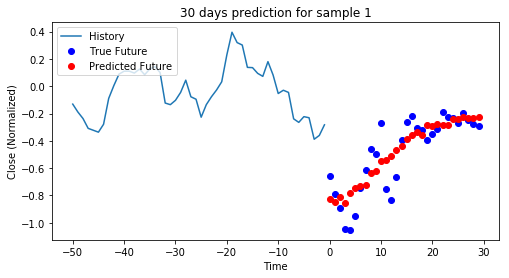 30 days prediction for sample 1
History
True Future
Predicted Future
Close (Normalized)
0.4
0.2
0.0
−0.2
−0.4
−0.6
−0.8
−1.0
−50
−40
−30
−20
−10
0
10
20
30
Time